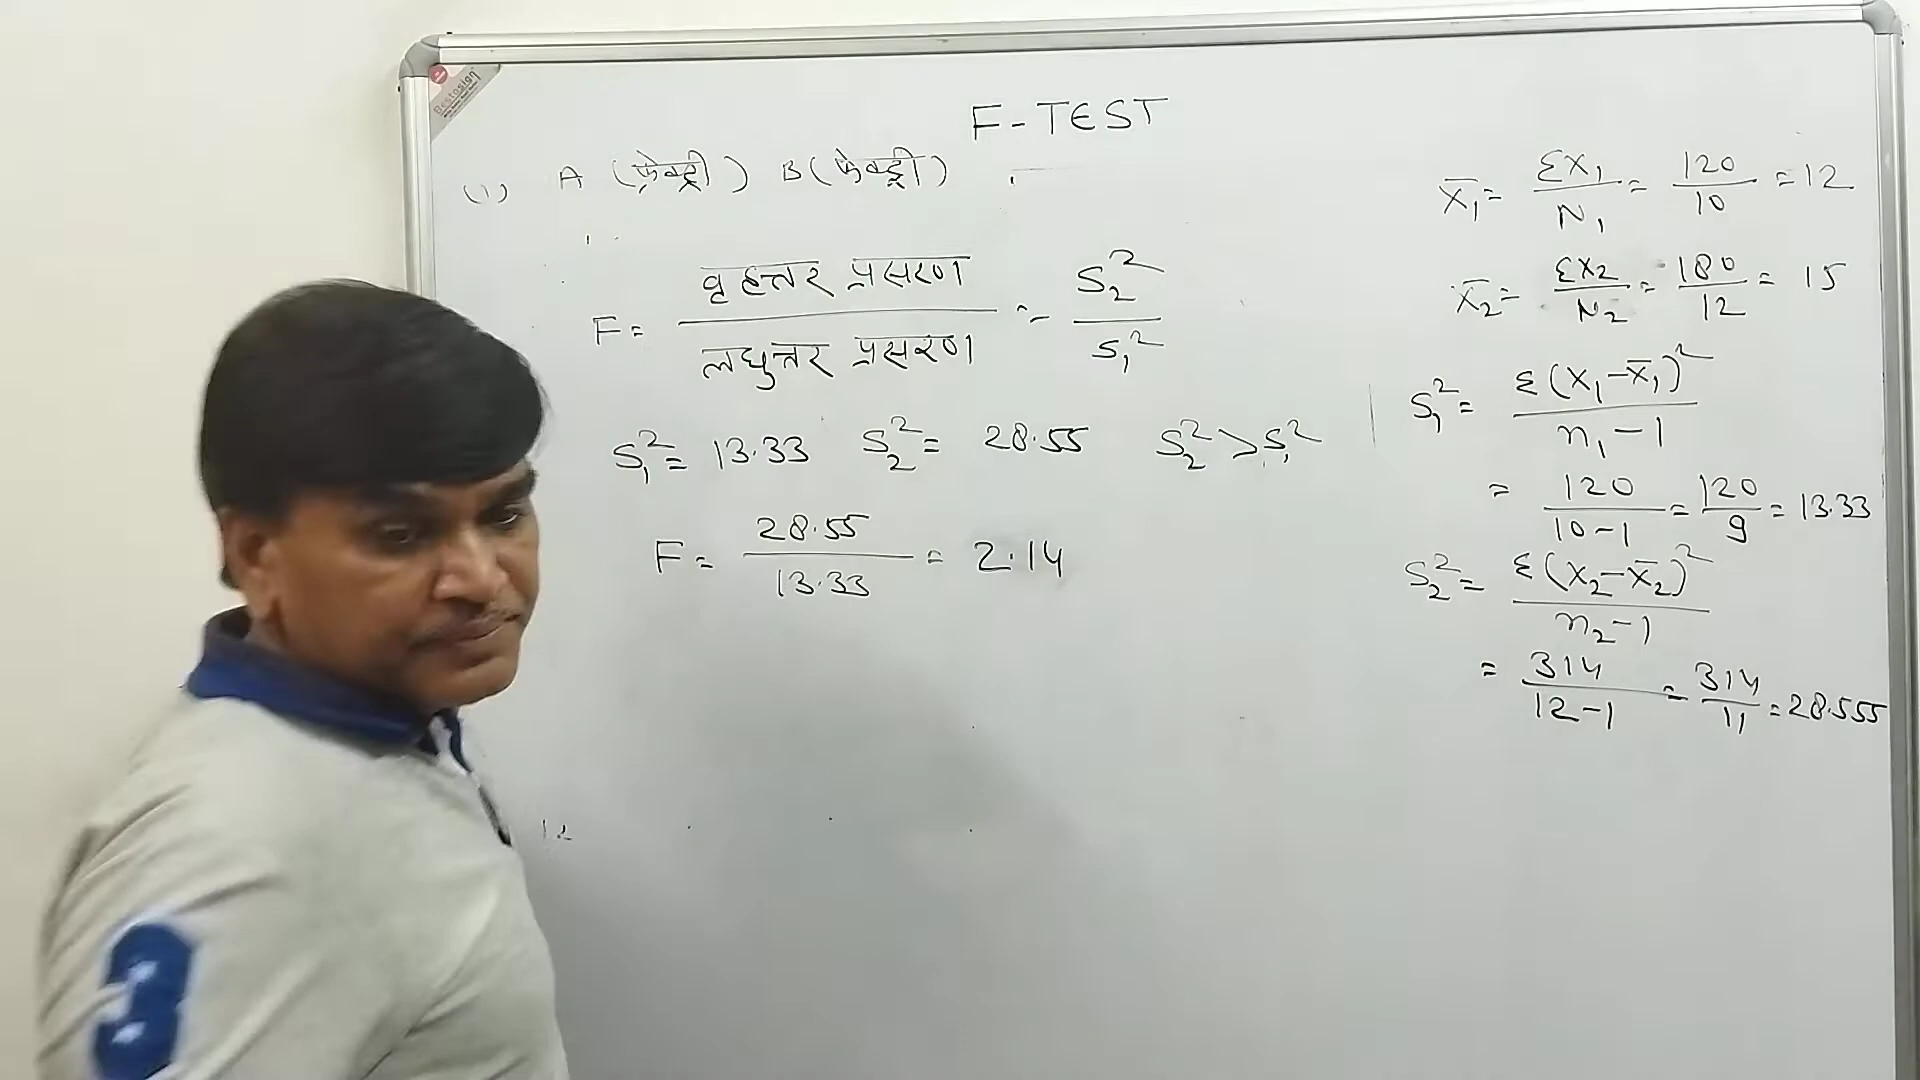 Bestosign
F-TEST
(1) A (फ़ेक्ट्री) B (फेक्ट्री)
F = वृहत्तर प्रसरण / लघुत्तर प्रसरण = S₂² / S₁²
S₁² = 13.33 S₂² = 28.55 S₂² > S₁²
F = 28.55 / 13.33 = 2.14
X̄₁ = ΣX₁ / N₁ = 120 / 10 = 12
X̄₂ = ΣX₂ / N₂ = 180 / 12 = 15
S₁² = Σ(X₁-X̄₁)² / n₁-1
= 120 / 10-1 = 120 / 9 = 13.33
S₂² = Σ(X₂-X̄₂)² / n₂-1
= 314 / 12-1 = 314 / 11 = 28.555